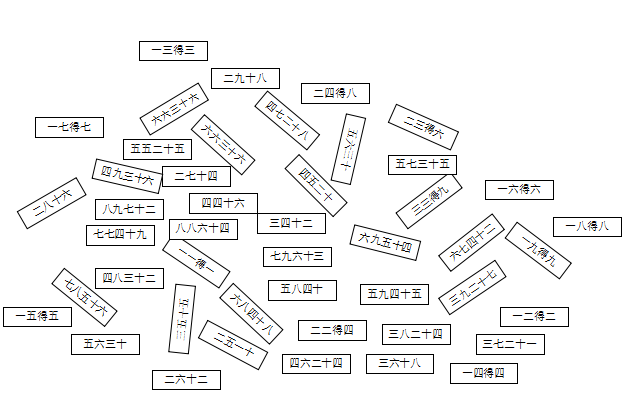 一三得三
二九十八
二四得八
六六三十六
四七二十八
二三得六
一七得七
六六三十六
五六三十
五五二十五
五七三十五
四九三十六
二七十四
四五二十
三三得九
一六得六
二八十六
四四十六
八九七十二
三四十二
一八得八
八八六十四
七七四十九
六九五十四
六七四十二
一九得九
一一得一
七九六十三
四八三十二
七八五十六
五八四十
五九四十五
三九二十七
三五十五
六八四十八
一五得五
一二得二
二二得四
三八二十四
二五一十
五六三十
三七二十一
四六二十四
三六十八
一四得四
二六十二